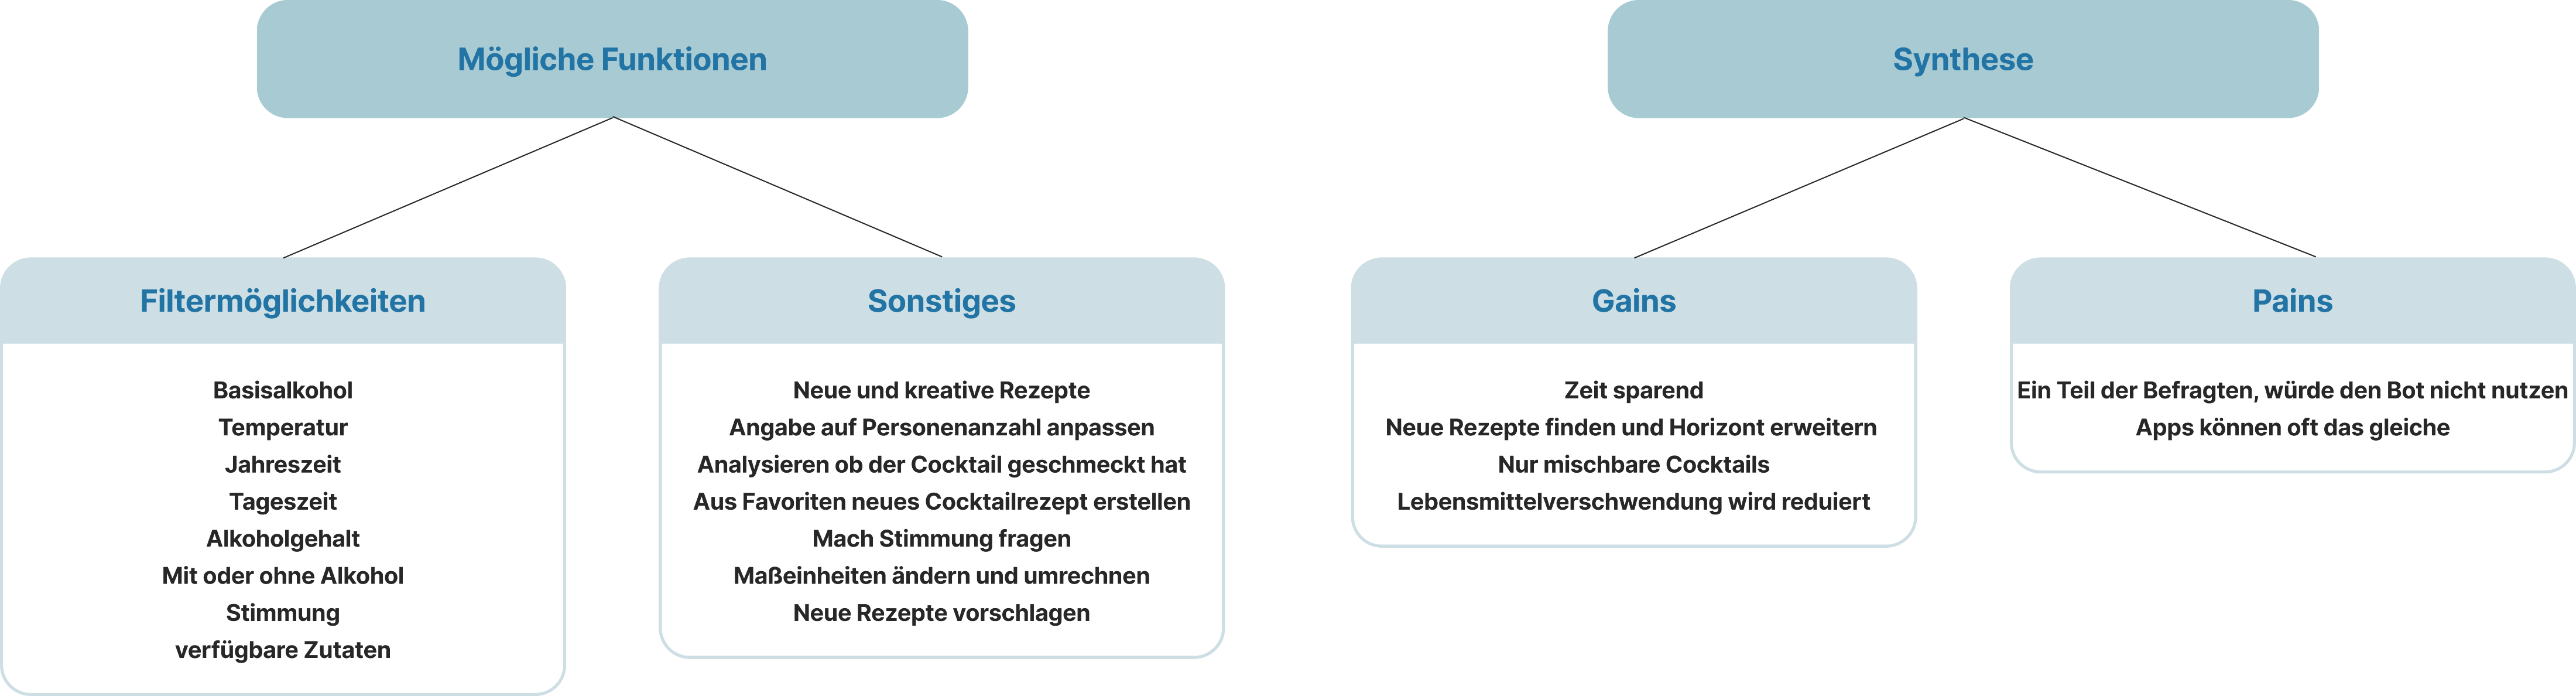 Mögliche Funktionen
Filtermöglichkeiten
Basisalkohol
Temperatur
Jahreszeit
Tageszeit
Alkoholgehalt
Mit oder ohne Alkohol
Stimmung
verfügbare Zutaten
Sonstiges
Neue und kreative Rezepte
Angabe auf Personenanzahl anpassen
Analysieren ob der Cocktail geschmeckt hat
Aus Favoriten neues Cocktailrezept erstellen
Mach Stimmung fragen
Maßeinheiten ändern und umrechnen
Neue Rezepte vorschlagen
Synthese
Gains
Zeit sparend
Neue Rezepte finden und Horizont erweitern
Nur mischbare Cocktails
Lebensmittelverschwendung wird reduiert
Pains
Ein Teil der Befragten, würde den Bot nicht nutzen
Apps können oft das gleiche